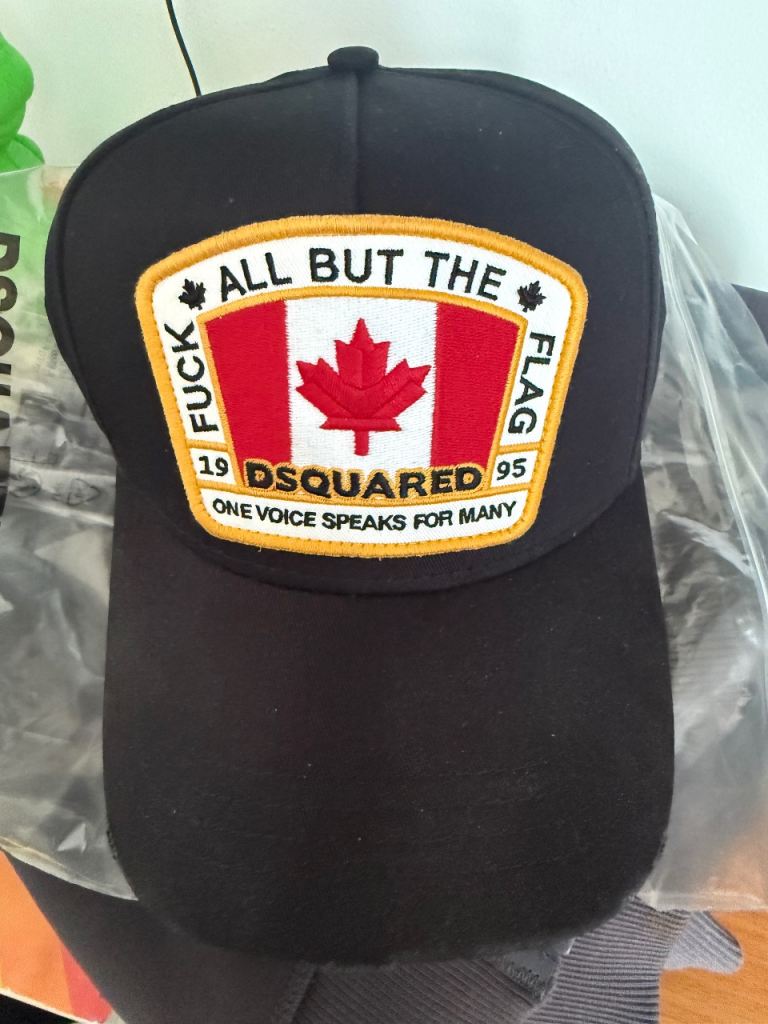 FUCK ALL BUT THE FLAG
19 DSQUARED 95
ONE VOICE SPEAKS FOR MANY